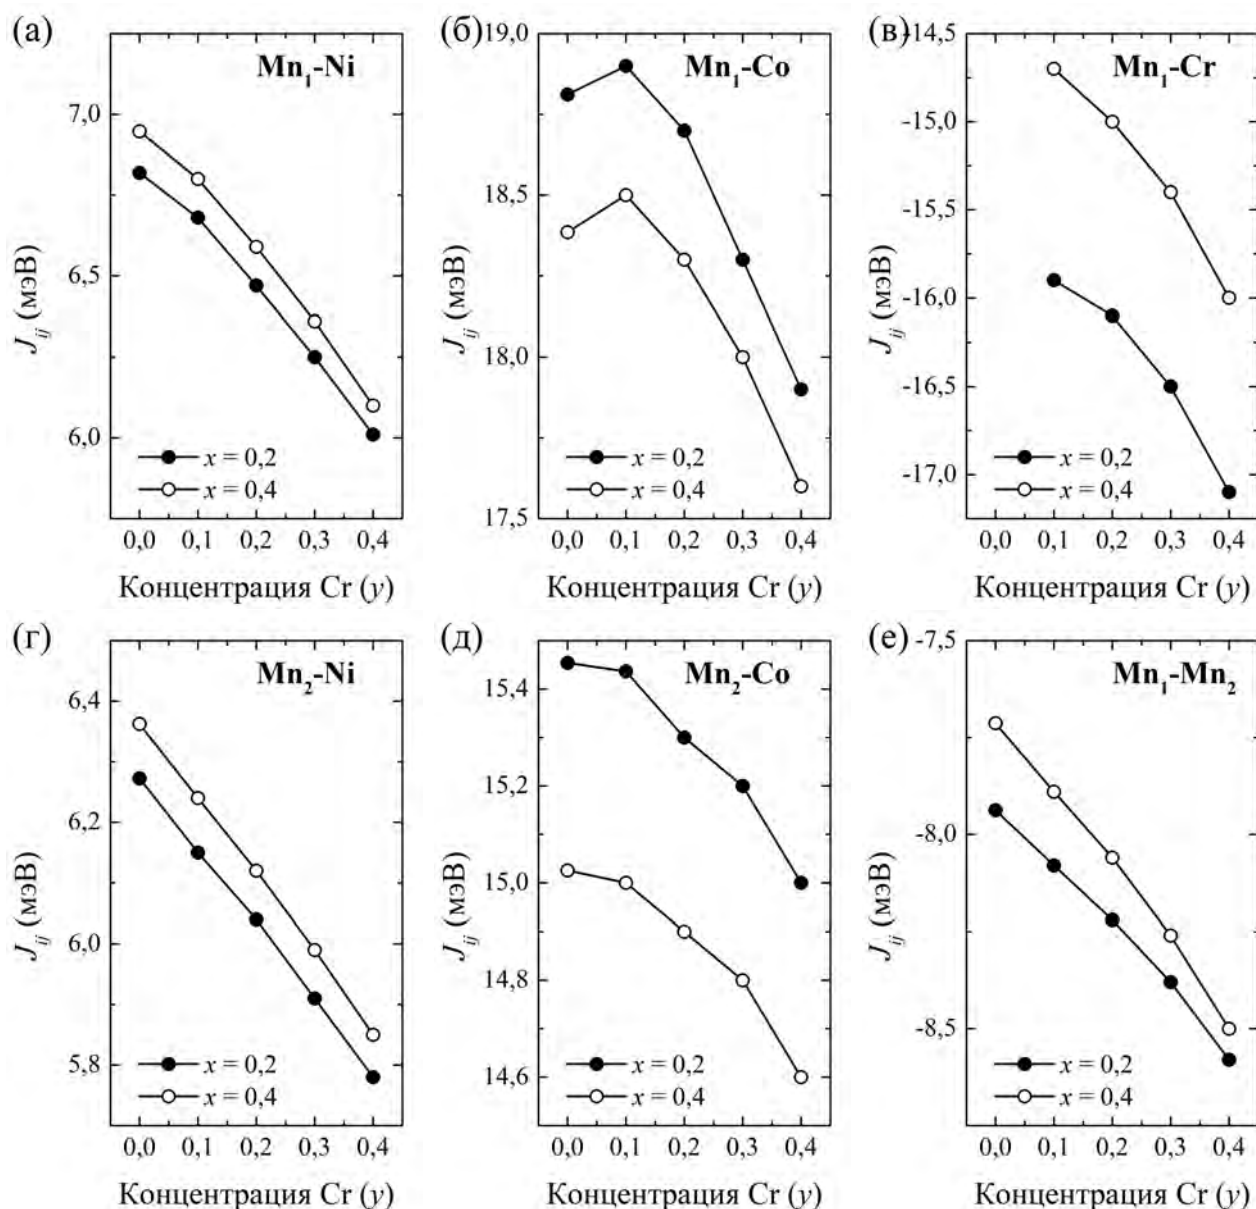 (а)
Mn₁-Ni
7,0
6,5
6,0
J_ij (мэВ)
x = 0,2
x = 0,4
0,0 0,1 0,2 0,3 0,4
Концентрация Cr (y)
(б)
Mn₁-Co
19,0
18,5
18,0
17,5
J_ij (мэВ)
x = 0,2
x = 0,4
0,0 0,1 0,2 0,3 0,4
Концентрация Cr (y)
(в)
Mn₁-Cr
-14,5
-15,0
-15,5
-16,0
-16,5
-17,0
J_ij (мэВ)
x = 0,2
x = 0,4
0,0 0,1 0,2 0,3 0,4
Концентрация Cr (y)
(г)
Mn₂-Ni
6,4
6,2
6,0
5,8
J_ij (мэВ)
x = 0,2
x = 0,4
0,0 0,1 0,2 0,3 0,4
Концентрация Cr (y)
(д)
Mn₂-Co
15,4
15,2
15,0
14,8
14,6
J_ij (мэВ)
x = 0,2
x = 0,4
0,0 0,1 0,2 0,3 0,4
Концентрация Cr (y)
(е)
Mn₁-Mn₂
-7,5
-8,0
-8,5
J_ij (мэВ)
x = 0,2
x = 0,4
0,0 0,1 0,2 0,3 0,4
Концентрация Cr (y)